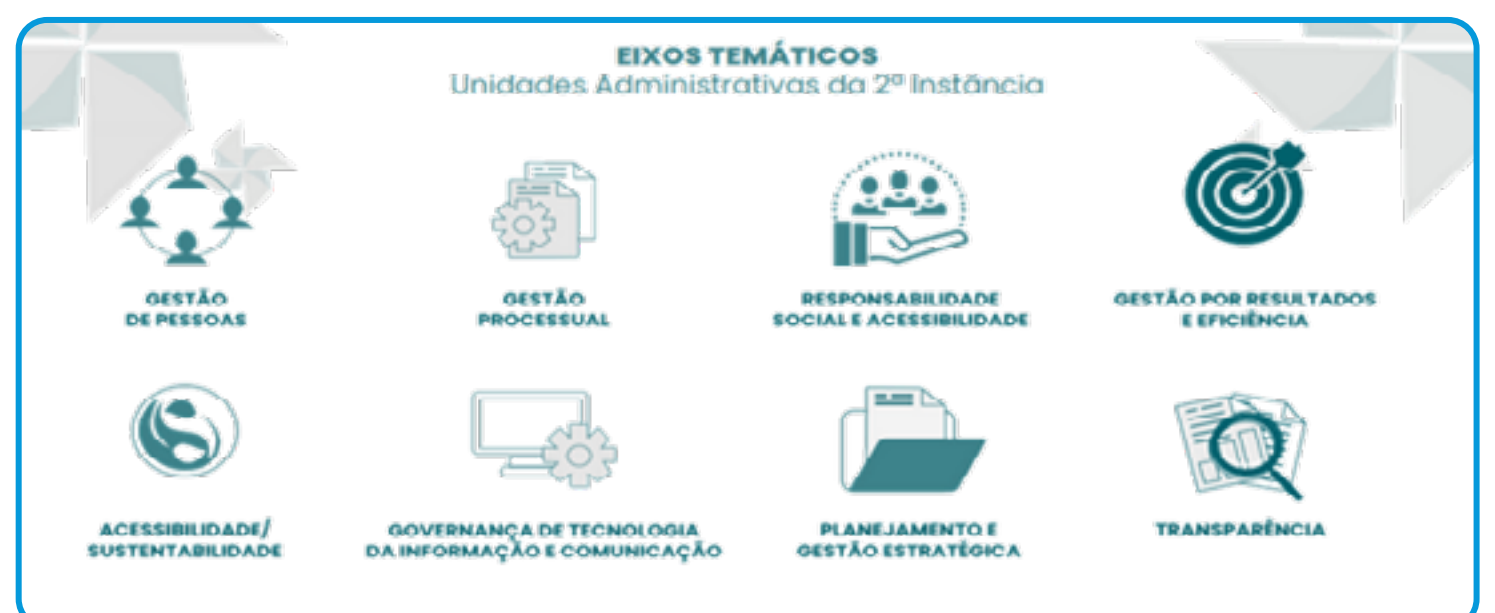 EIXOS TEMÁTICOS
Unidades Administrativas da 2ª Instância
GESTÃO
DE PESSOAS
GESTÃO
PROCESSUAL
RESPONSABILIDADE
SOCIAL E ACESSIBILIDADE
GESTÃO POR RESULTADOS
E EFICIÊNCIA
ACESSIBILIDADE/
SUSTENTABILIDADE
GOVERNANÇA DE TECNOLOGIA
DA INFORMAÇÃO E COMUNICAÇÃO
PLANEJAMENTO E
GESTÃO ESTRATÉGICA
TRANSPARÊNCIA